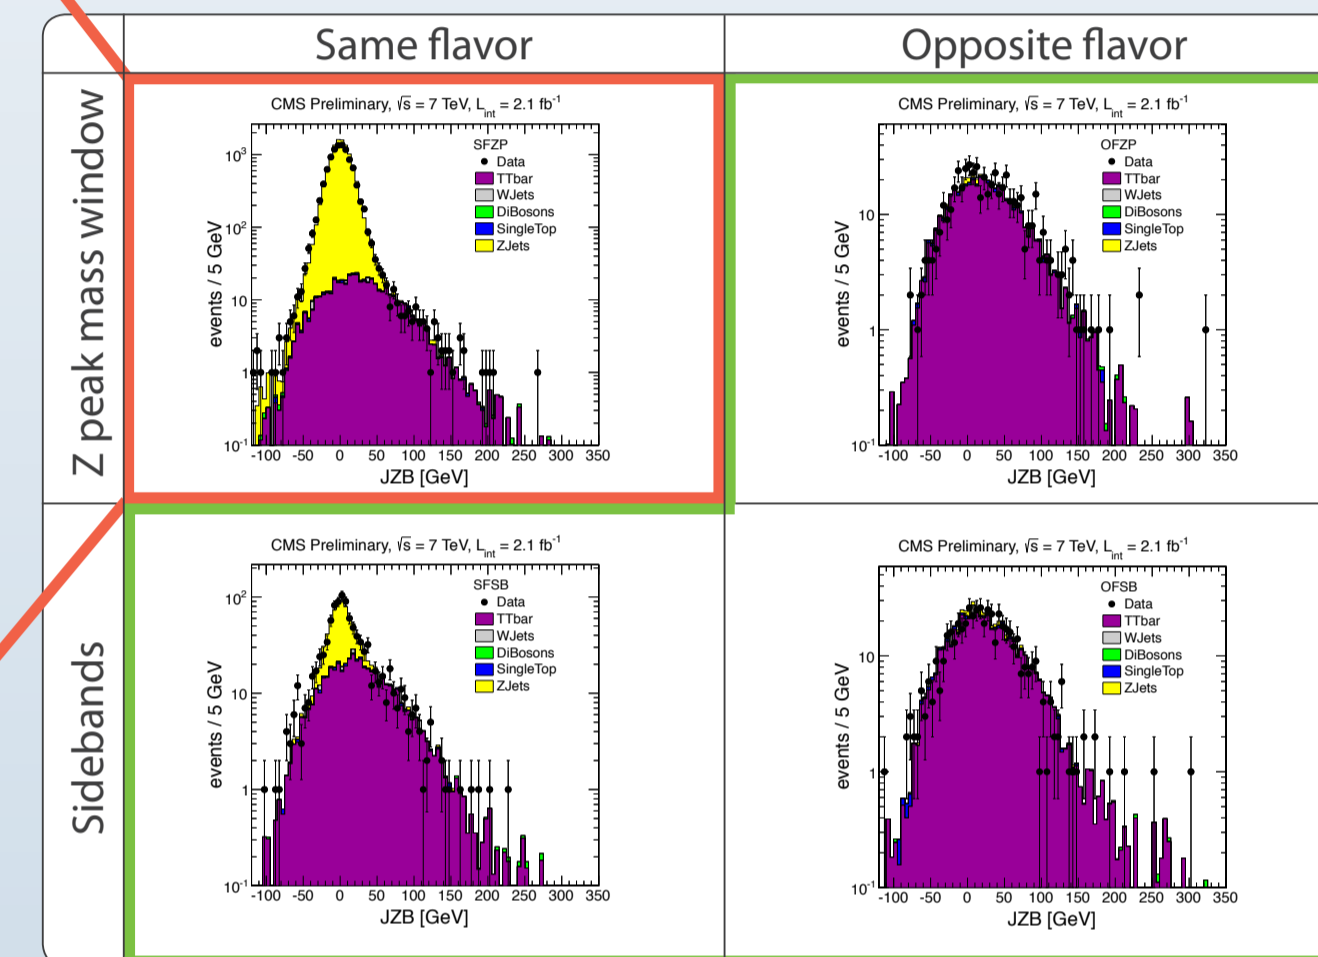 Same flavor
Opposite flavor
Z peak mass window
CMS Preliminary, √s = 7 TeV, L_int = 2.1 fb⁻¹
SFZP
Data
TTbar
WJets
DiBosons
SingleTop
ZJets
events / 5 GeV
10³
10²
10
1
10⁻¹
-100 -50 0 50 100 150 200 250 300 350
JZB [GeV]
CMS Preliminary, √s = 7 TeV, L_int = 2.1 fb⁻¹
OFZP
Data
TTbar
WJets
DiBosons
SingleTop
ZJets
events / 5 GeV
10
1
10⁻¹
-100 -50 0 50 100 150 200 250 300 350
JZB [GeV]
Sidebands
CMS Preliminary, √s = 7 TeV, L_int = 2.1 fb⁻¹
SFSB
Data
TTbar
WJets
DiBosons
SingleTop
ZJets
events / 5 GeV
10²
10
1
10⁻¹
-100 -50 0 50 100 150 200 250 300 350
JZB [GeV]
CMS Preliminary, √s = 7 TeV, L_int = 2.1 fb⁻¹
OFSB
Data
TTbar
WJets
DiBosons
SingleTop
ZJets
events / 5 GeV
10
1
10⁻¹
-100 -50 0 50 100 150 200 250 300 350
JZB [GeV]